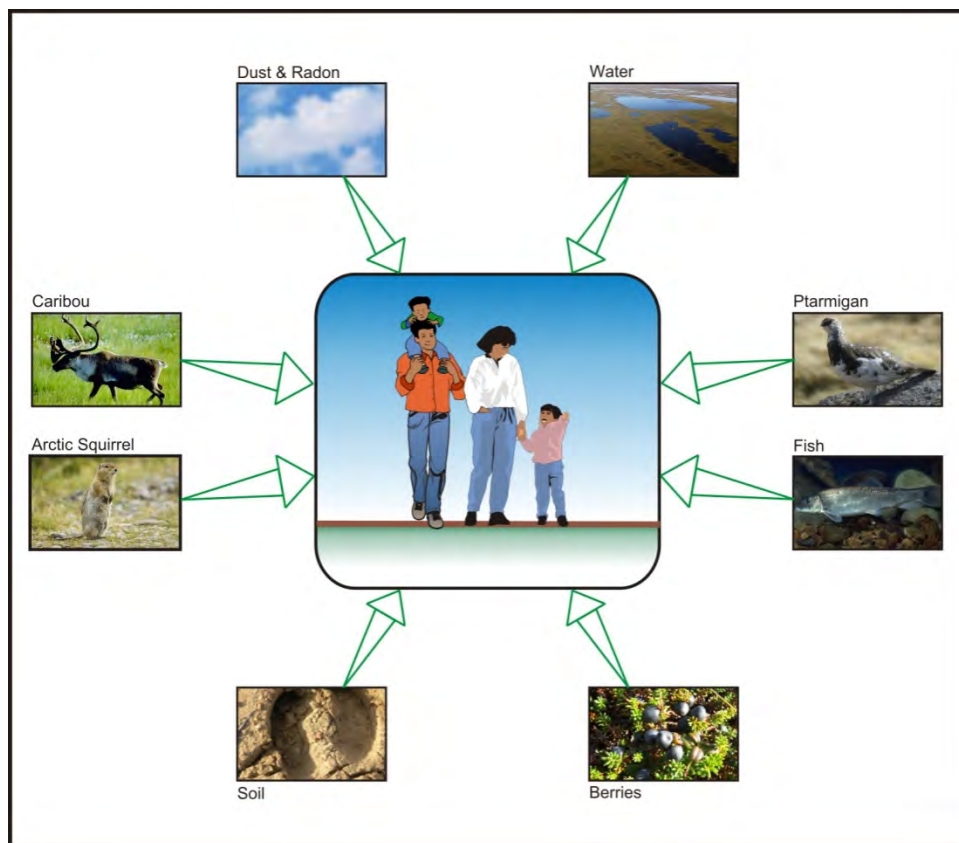 Dust & Radon
Water
Caribou
Ptarmigan
Arctic Squirrel
Fish
Soil
Berries